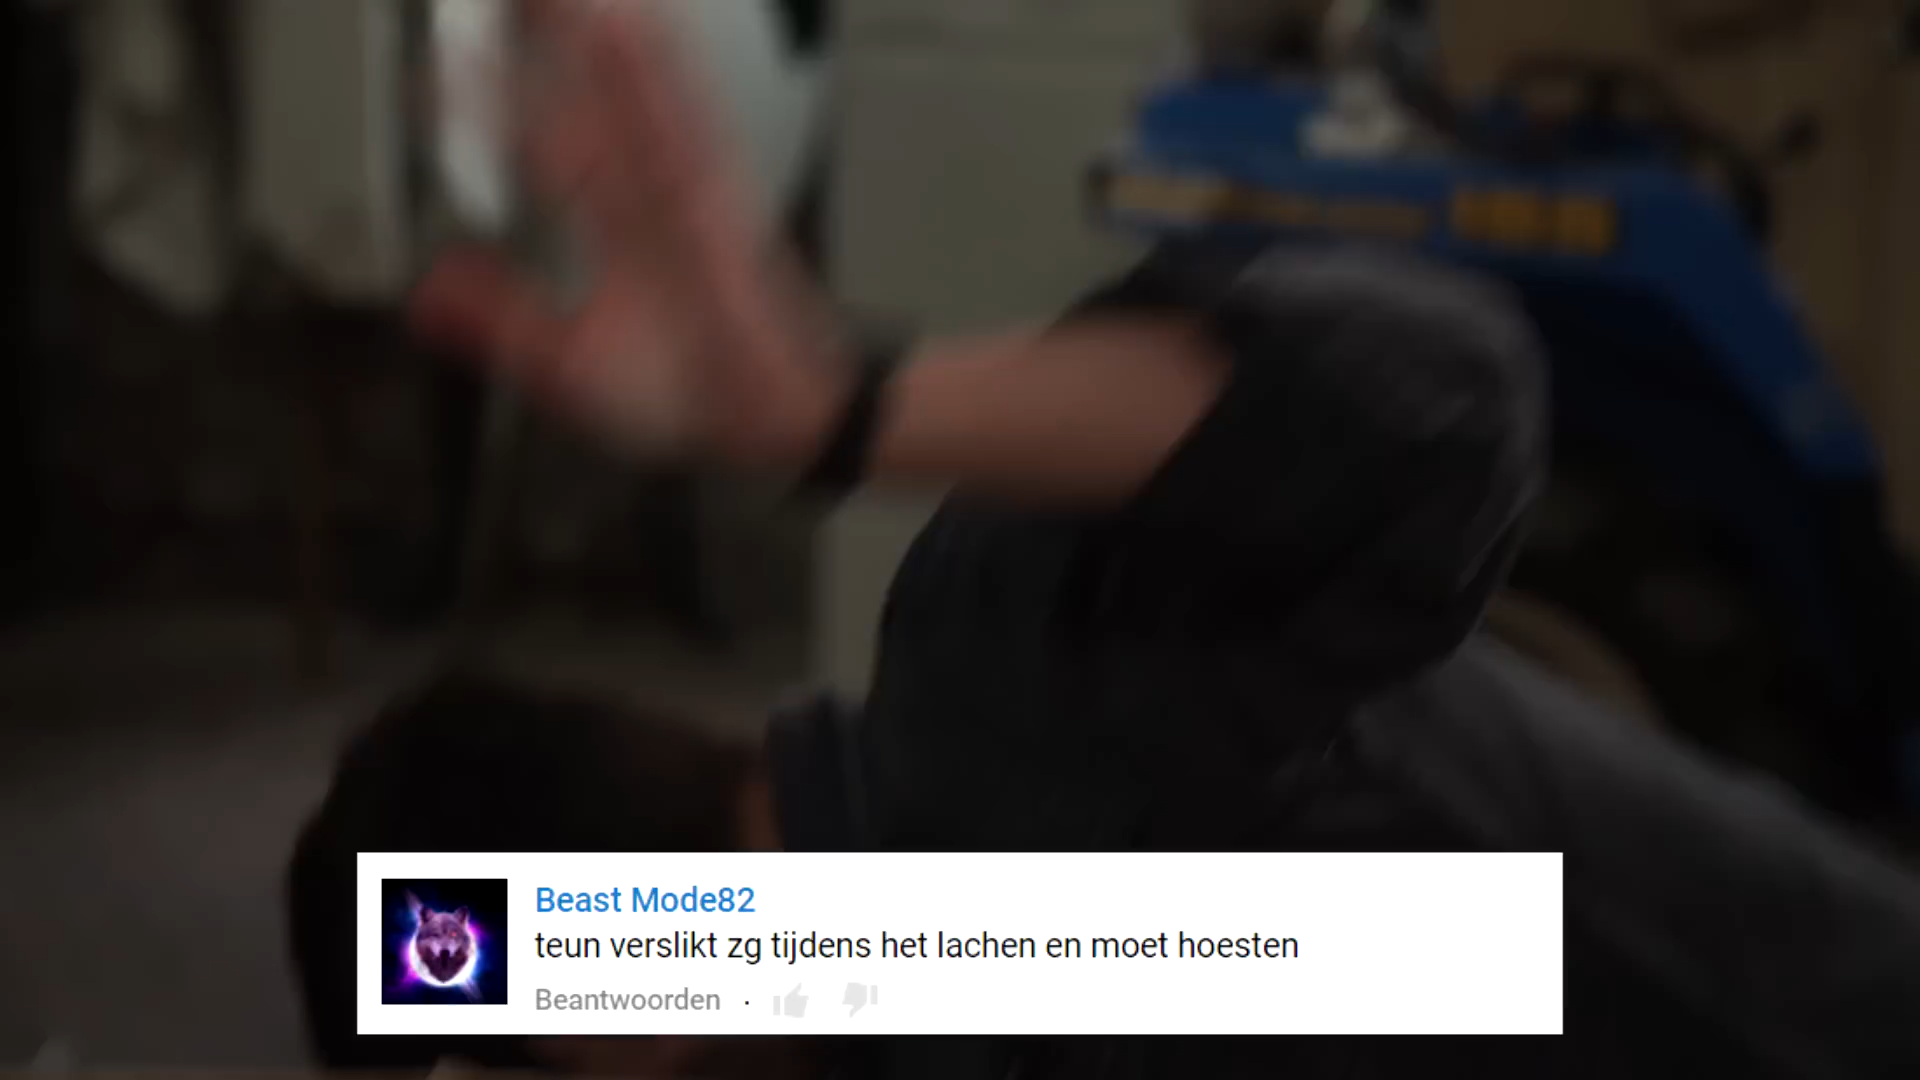 Beast Mode82
teun verslikt zg tijdens het lachen en moet hoesten
Beantwoorden